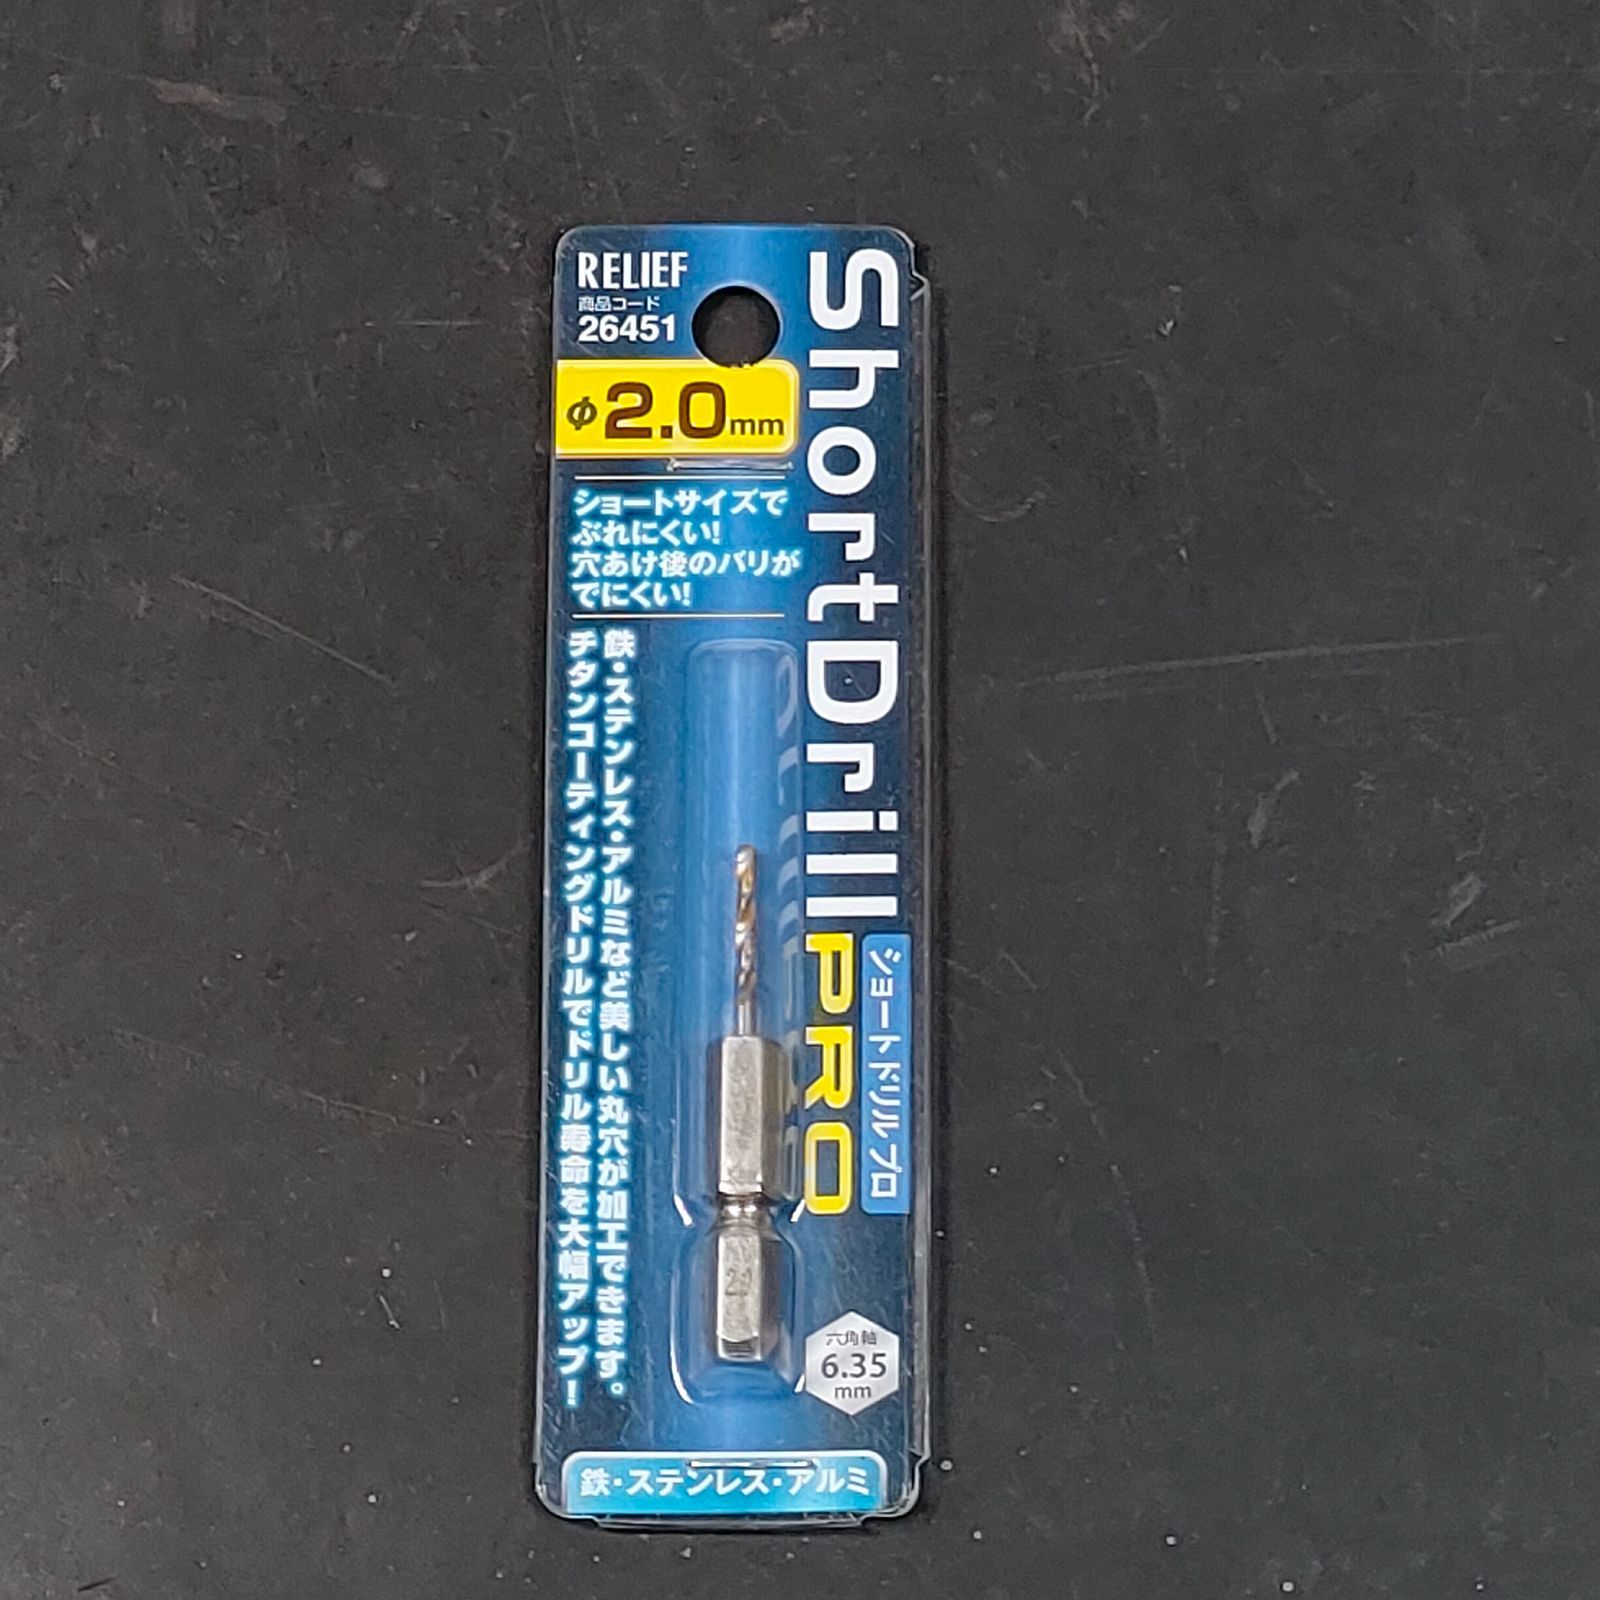 RELIEF
商品コード
26451
φ2.0mm
ショートサイズで
ぶれにくい!
穴あけ後のバリが
でにくい!
鉄・ステンレス・アルミなど美しい丸穴が加工できます。
チタンコーティングドリルでドリル寿命を大幅アップ!
ShortDrill
PRO
ショートドリル プロ
六角軸
6.35
mm
鉄・ステンレス・アルミ